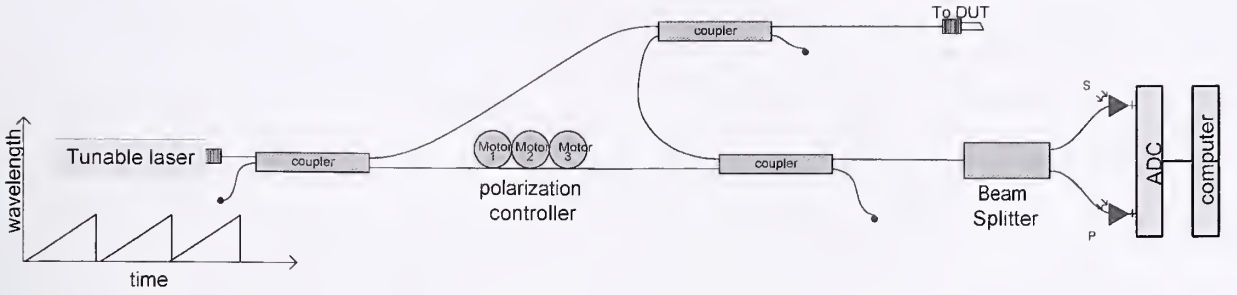 To DUT
coupler
S
wavelength
Tunable laser
coupler
Motor
1
Motor
2
Motor
3
polarization
controller
coupler
Beam
Splitter
P
ADC
computer
time